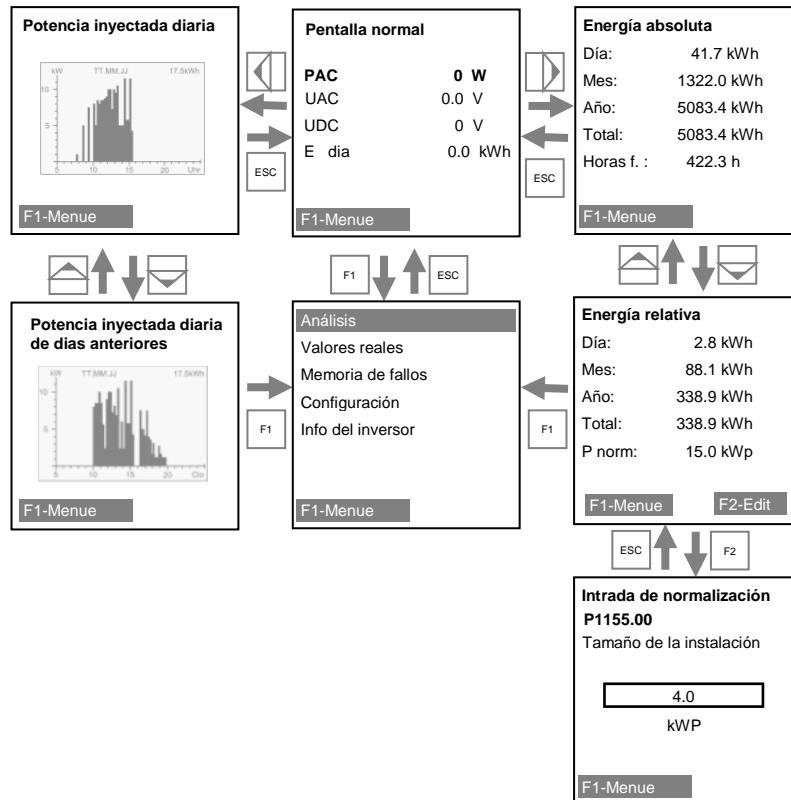 Potencia inyectada diaria
kW TT.MM.JJ 17.5kWh
10
5
5 10 15 20 Uhr
F1-Menue
ESC
Pentalla normal
PAC 0 W
UAC 0.0 V
UDC 0 V
E dia 0.0 kWh
F1-Menue
ESC
Energía absoluta
Día: 41.7 kWh
Mes: 1322.0 kWh
Año: 5083.4 kWh
Total: 5083.4 kWh
Horas f. : 422.3 h
F1-Menue
F1
ESC
Potencia inyectada diaria
de dias anteriores
kW TT.MM.JJ 17.5kWh
10
5
5 10 15 20
F1-Menue
F1
Análisis
Valores reales
Memoria de fallos
Configuración
Info del inversor
F1-Menue
F1
Energía relativa
Día: 2.8 kWh
Mes: 88.1 kWh
Año: 338.9 kWh
Total: 338.9 kWh
P norm: 15.0 kWp
F1-Menue F2-Edit
ESC
F2
Intrada de normalización
P1155.00
Tamaño de la instalación
4.0
kWP
F1-Menue